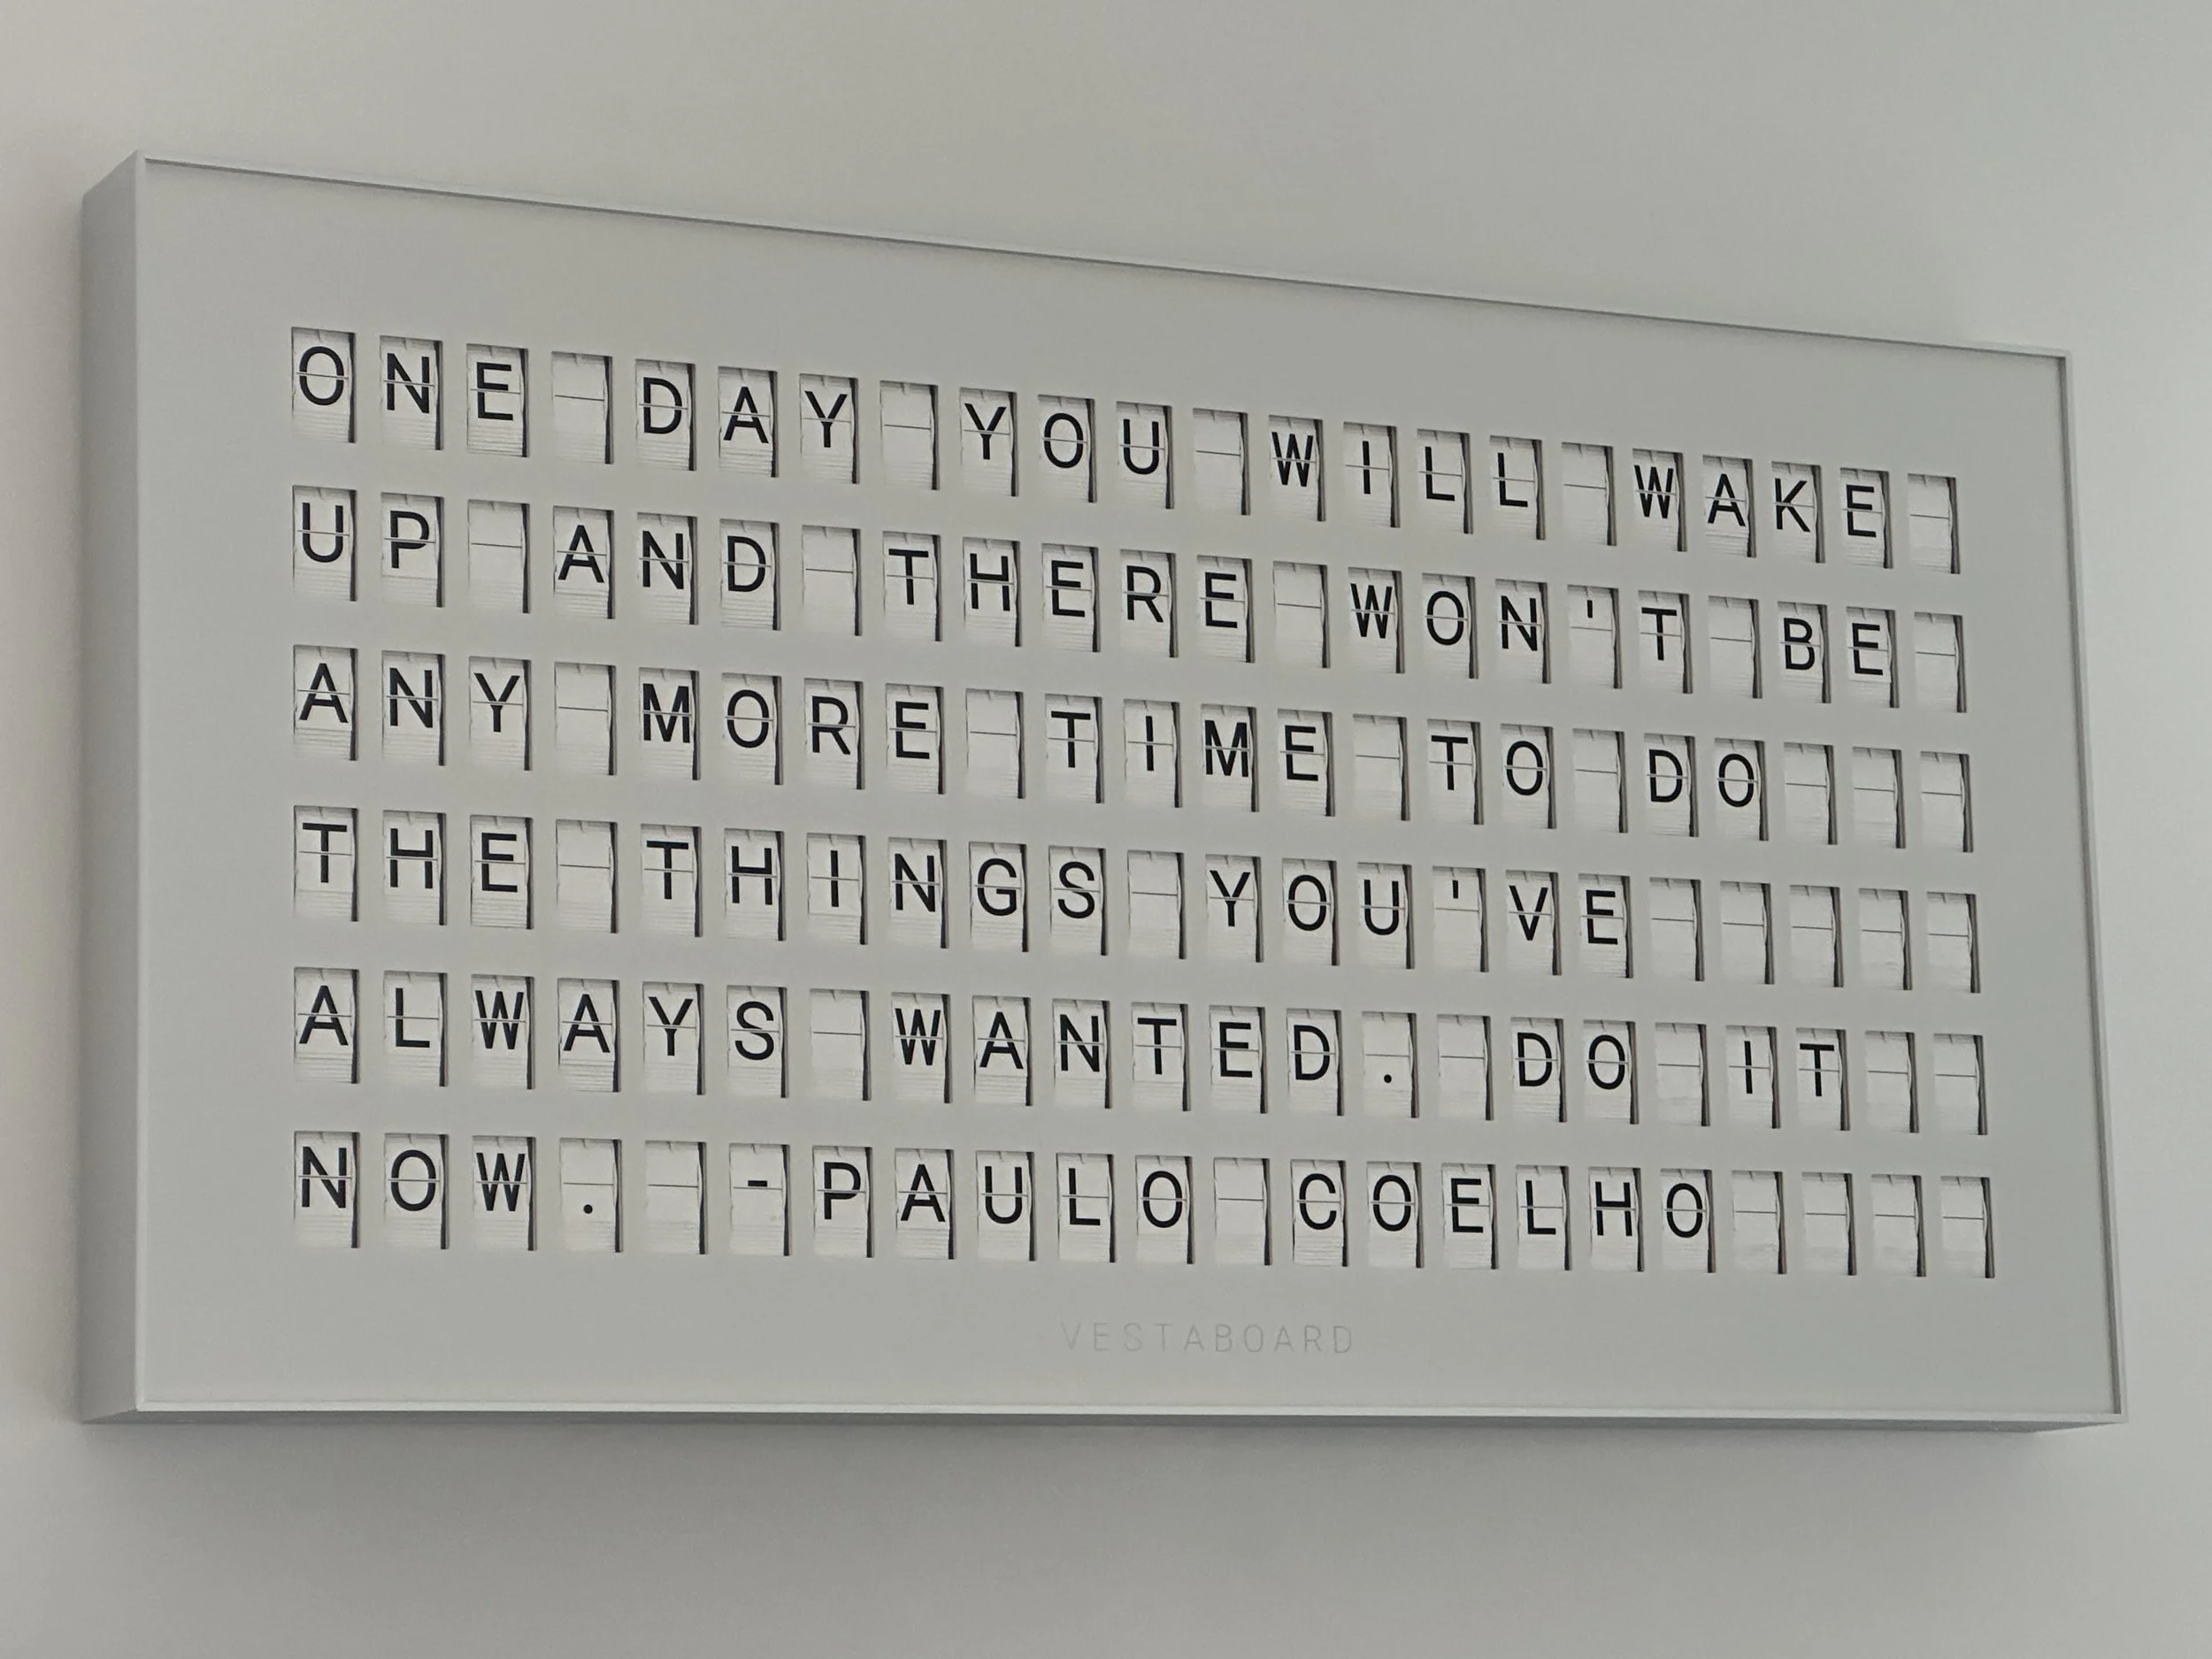 ONE DAY YOU WILL WAKE
UP AND THERE WON'T BE
ANY MORE TIME TO DO
THE THINGS YOU'VE
ALWAYS WANTED. DO IT
NOW. -PAULO COELHO
VESTABOARD